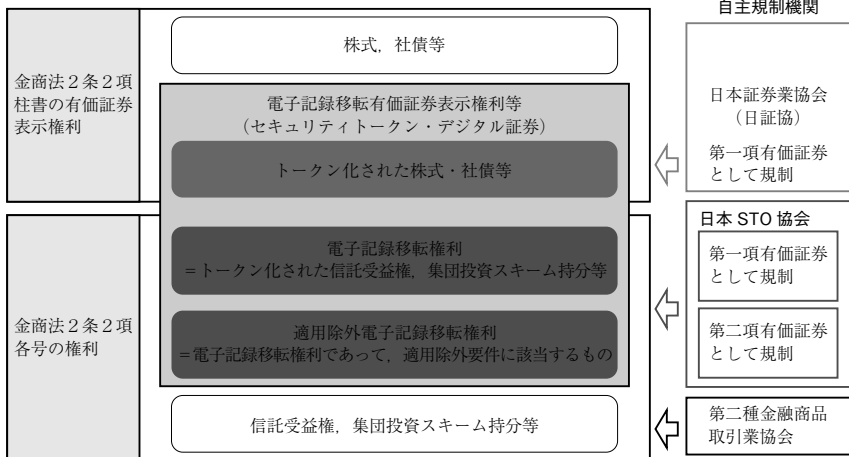 自主規制機関
株式，社債等
金商法２条２項
柱書の有価証券
表示権利
電子記録移転有価証券表示権利等
（セキュリティトークン・デジタル証券）
トークン化された株式・社債等
日本証券業協会
（日証協）
第一項有価証券
として規制
金商法２条２項
各号の権利
電子記録移転権利
＝トークン化された信託受益権，集団投資スキーム持分等
適用除外電子記録移転権利
＝電子記録移転権利であって，適用除外要件に該当するもの
信託受益権，集団投資スキーム持分等
日本 STO 協会
第一項有価証券
として規制
第二項有価証券
として規制
第二種金融商品
取引業協会